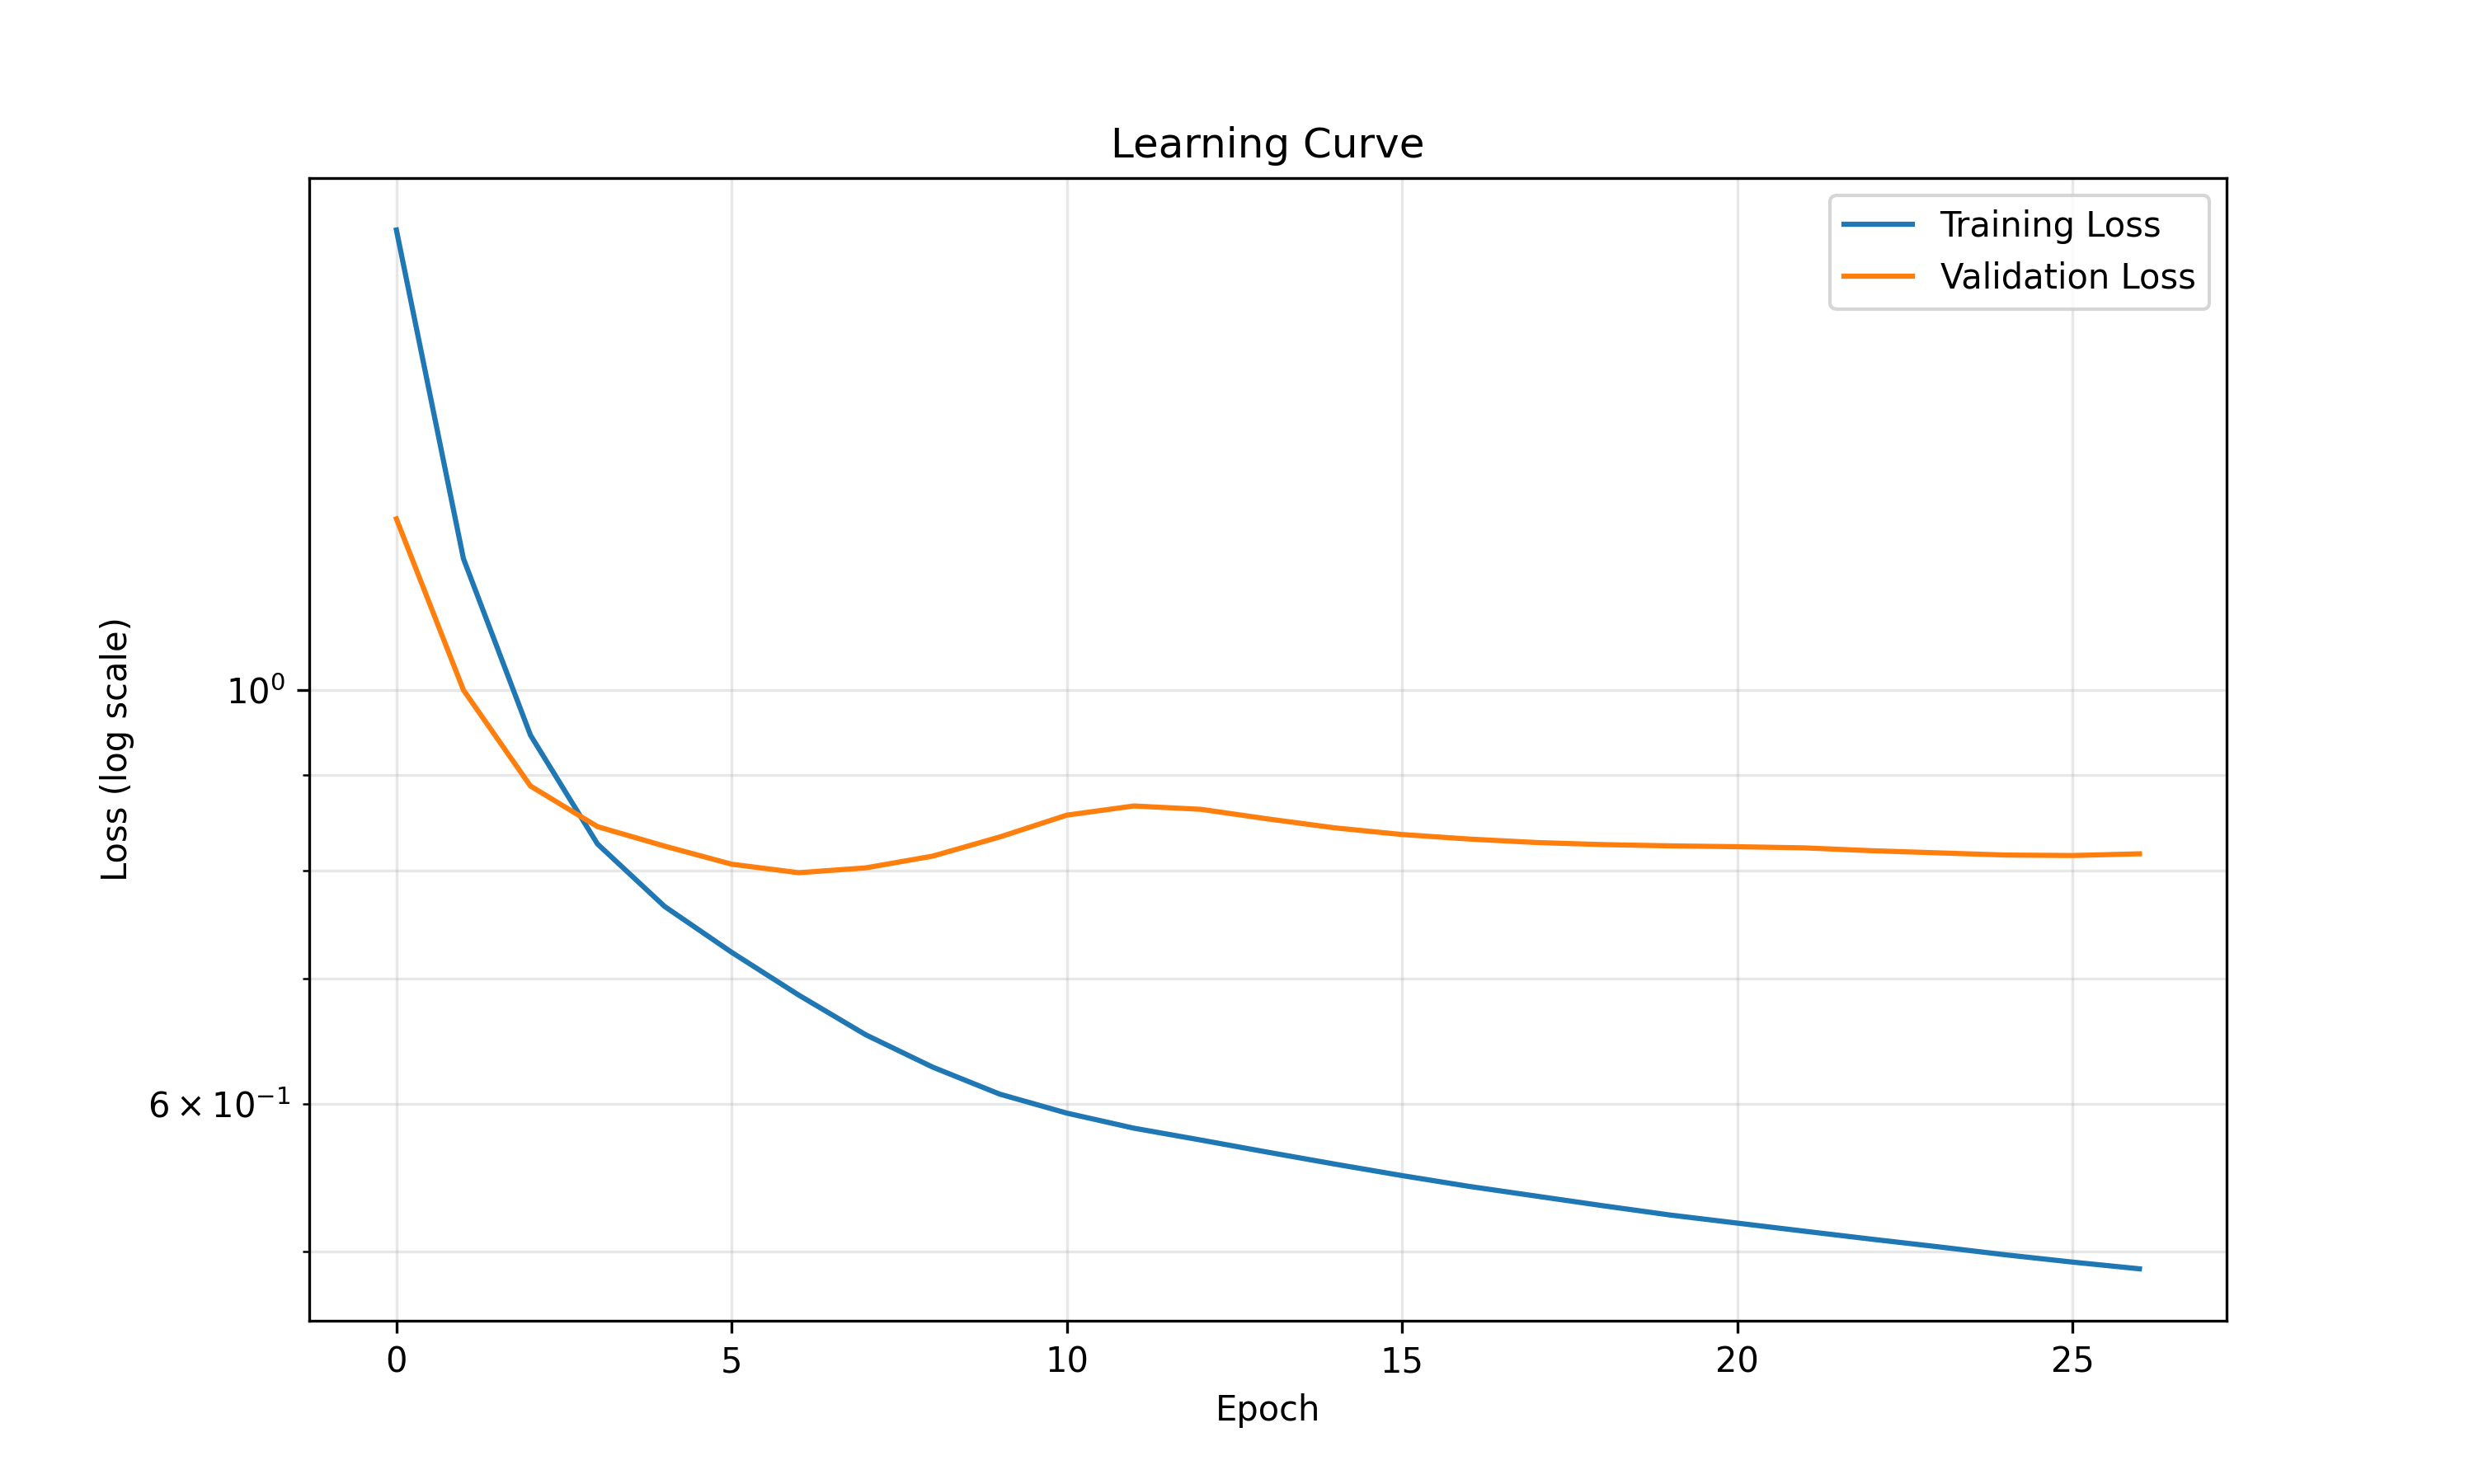 Learning Curve
Training Loss
Validation Loss
Loss (log scale)
10⁰
6 × 10⁻¹
0 5 10 15 20 25
Epoch